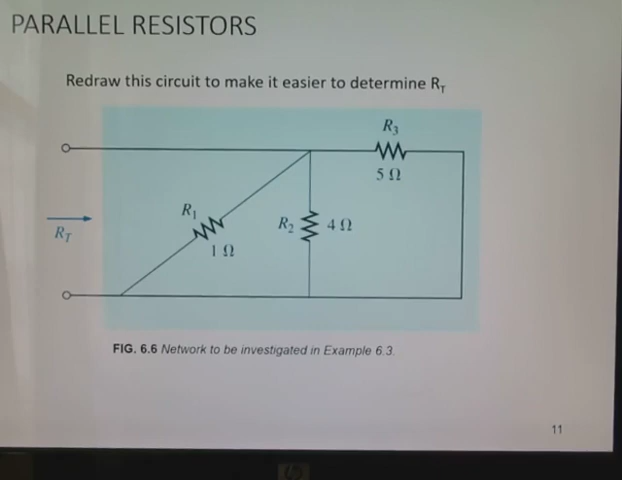 PARALLEL RESISTORS
Redraw this circuit to make it easier to determine R_T
R_3
5 Ω
R_1
1 Ω
R_2
4 Ω
R_T
FIG. 6.6 Network to be investigated in Example 6.3.
11
hp